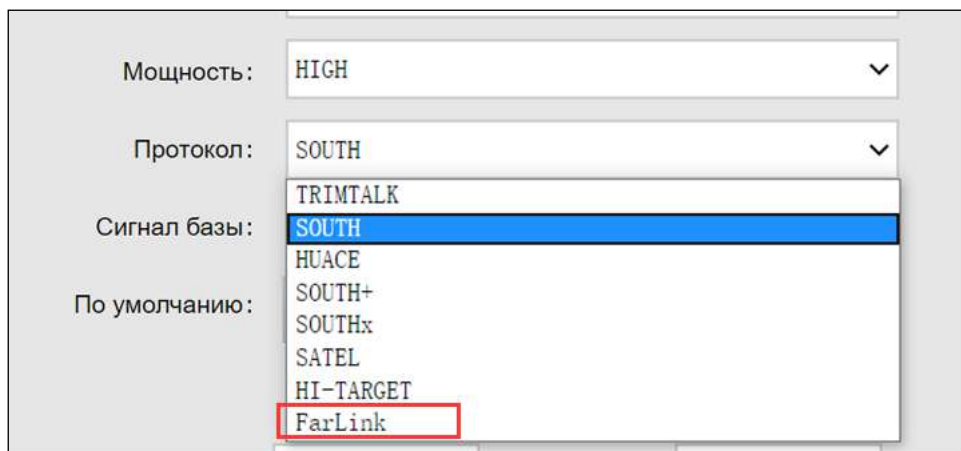 Мощность: HIGH
Протокол: SOUTH
TRIMTALK
Сигнал базы: SOUTH
HUACE
SOUTH+
По умолчанию:
SOUTHx
SATEL
HI-TARGET
FarLink